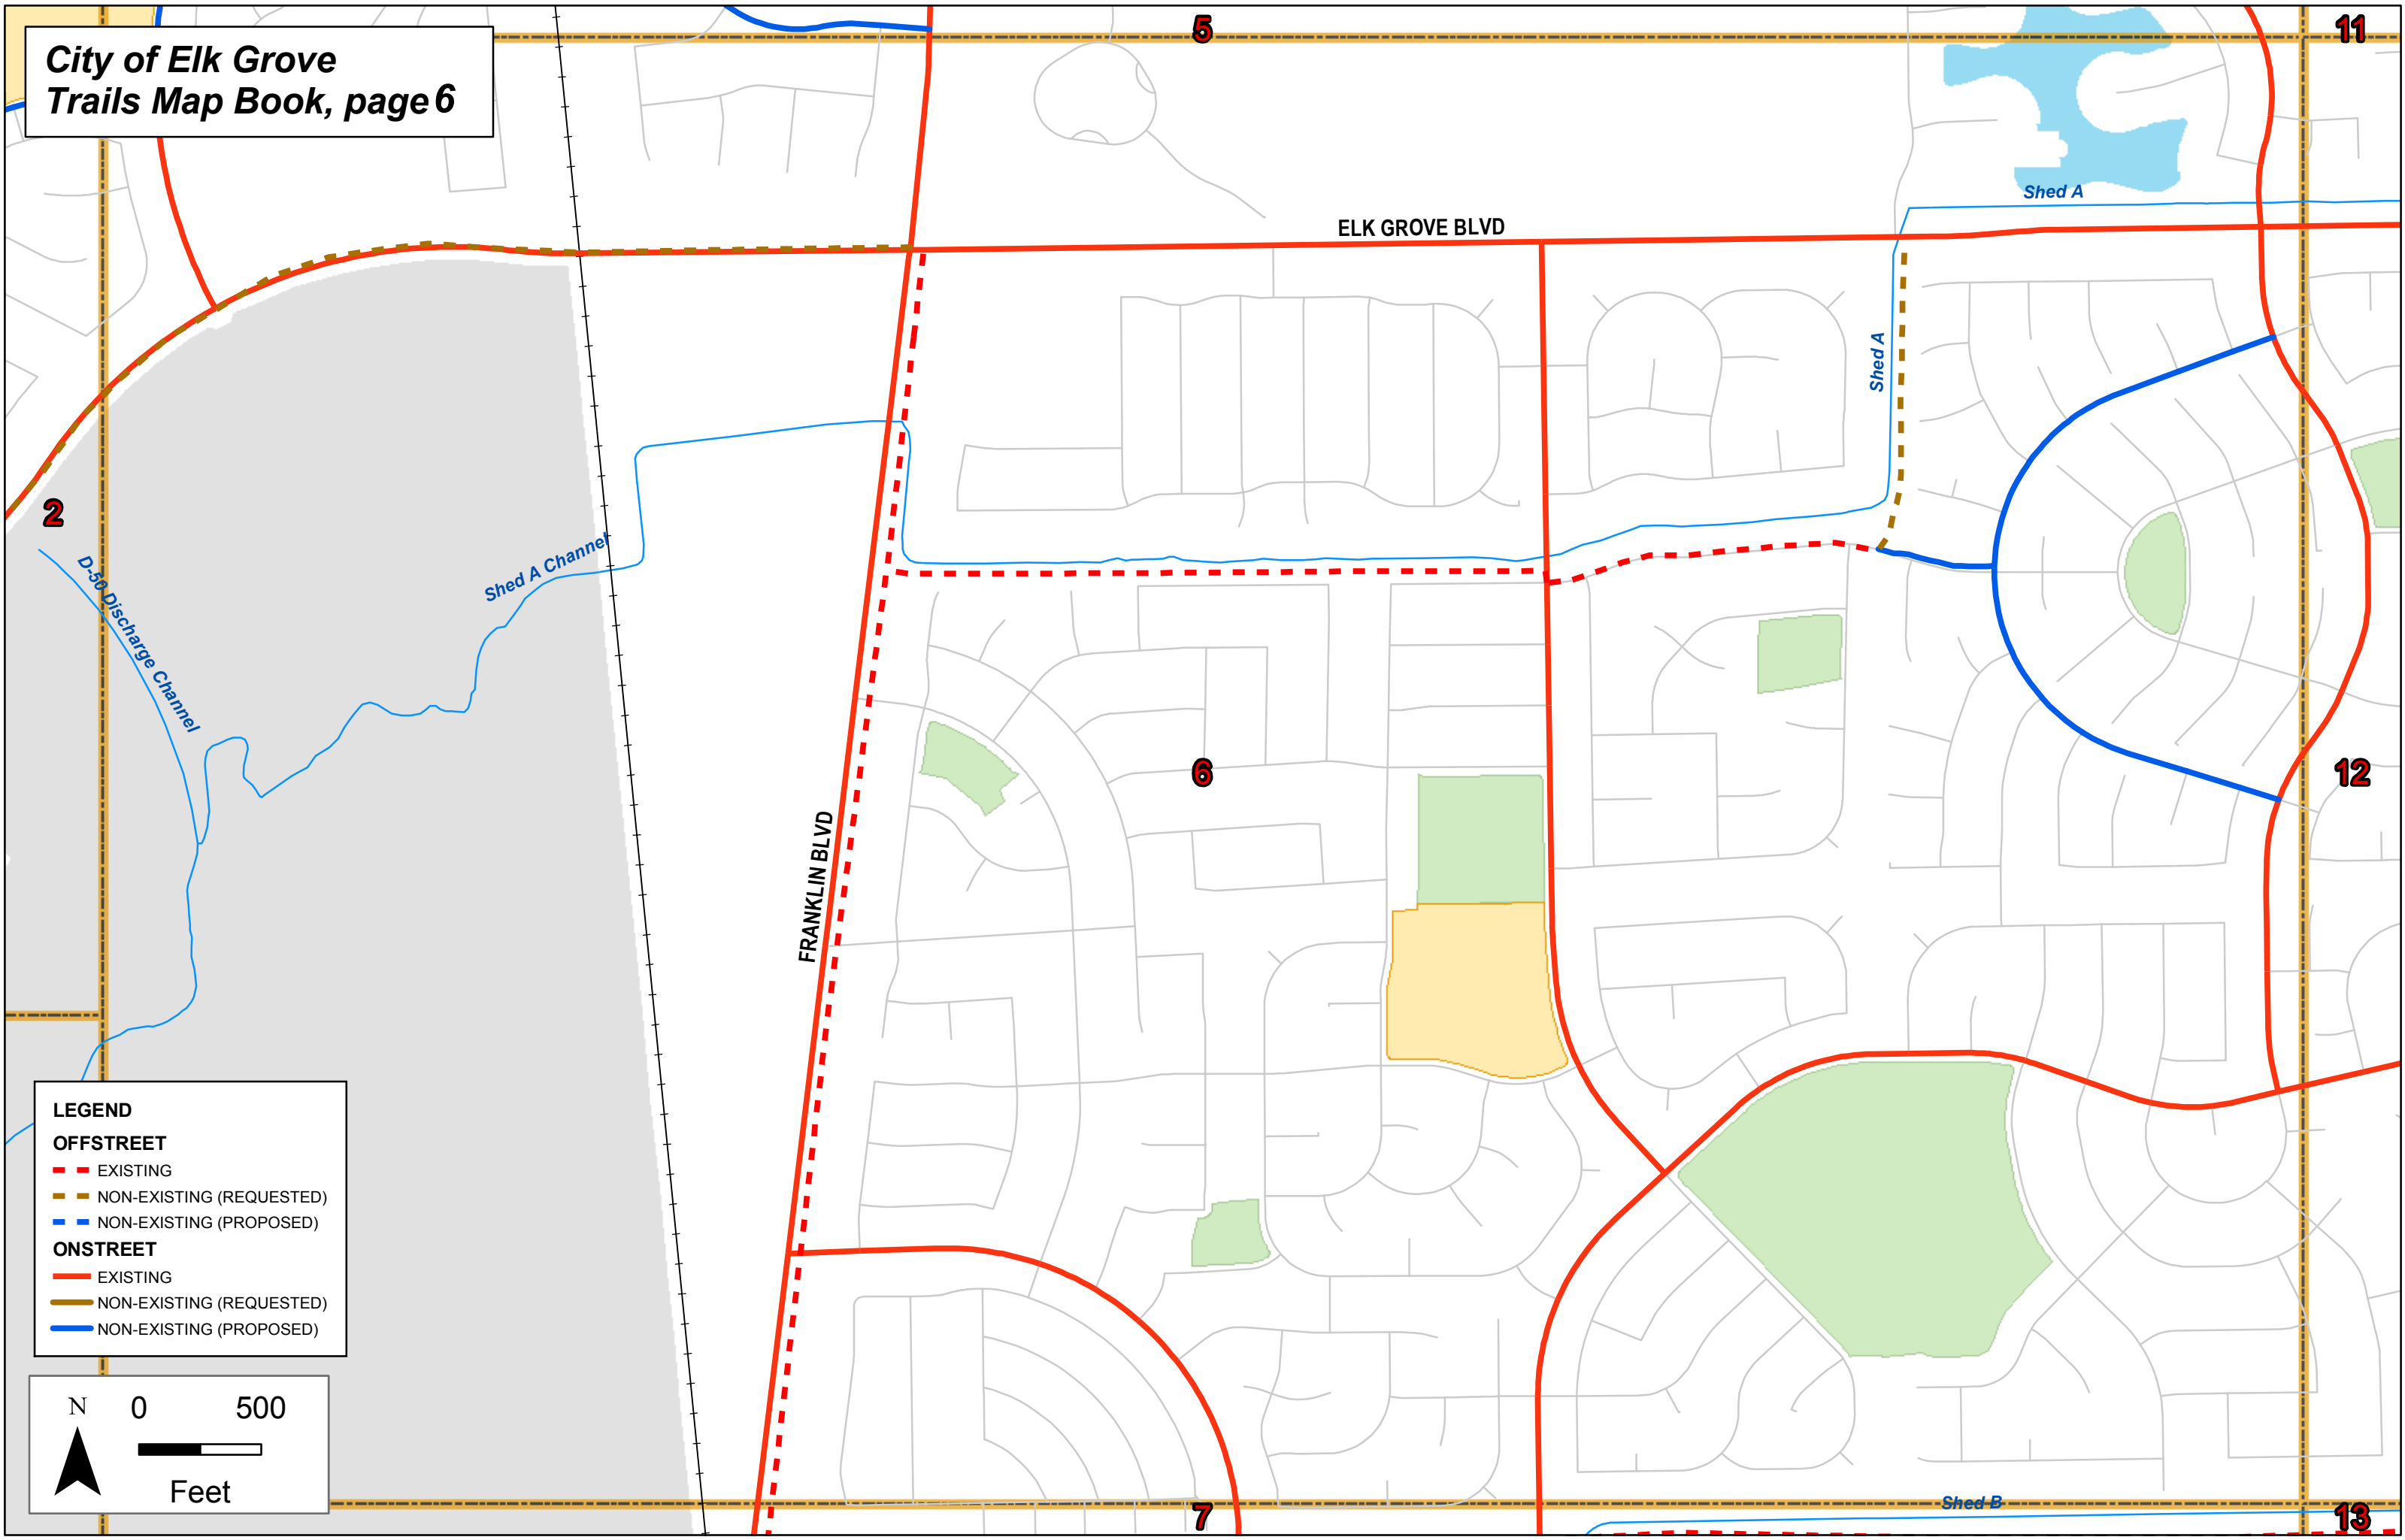 City of Elk Grove
Trails Map Book, page 6
5
11
Shed A
ELK GROVE BLVD
Shed A
2
D-50 Discharge Channel
Shed A Channel
6
12
FRANKLIN BLVD
LEGEND
OFFSTREET
EXISTING
NON-EXISTING (REQUESTED)
NON-EXISTING (PROPOSED)
ONSTREET
EXISTING
NON-EXISTING (REQUESTED)
NON-EXISTING (PROPOSED)
N 0 500
Feet
Shed B
7
13